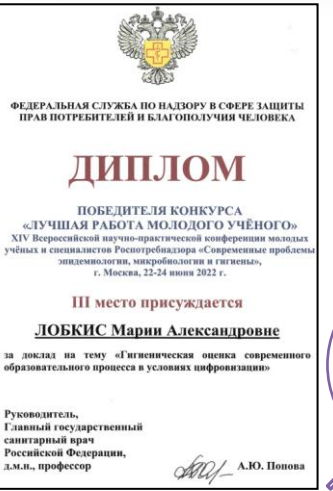 ФЕДЕРАЛЬНАЯ СЛУЖБА ПО НАДЗОРУ В СФЕРЕ ЗАЩИТЫ
ПРАВ ПОТРЕБИТЕЛЕЙ И БЛАГОПОЛУЧИЯ ЧЕЛОВЕКА
ДИПЛОМ
ПОБЕДИТЕЛЯ КОНКУРСА
«ЛУЧШАЯ РАБОТА МОЛОДОГО УЧЁНОГО»
XIV Всероссийской научно-практической конференции молодых
учёных и специалистов Роспотребнадзора «Современные проблемы
эпидемиологии, микробиологии и гигиены»,
г. Москва, 22-24 июня 2022 г.
III место присуждается
ЛОБКИС Марии Александровне
за доклад на тему «Гигиеническая оценка современного
образовательного процесса в условиях цифровизации»
Руководитель,
Главный государственный
санитарный врач
Российской Федерации,
д.м.н., профессор А.Ю. Попова